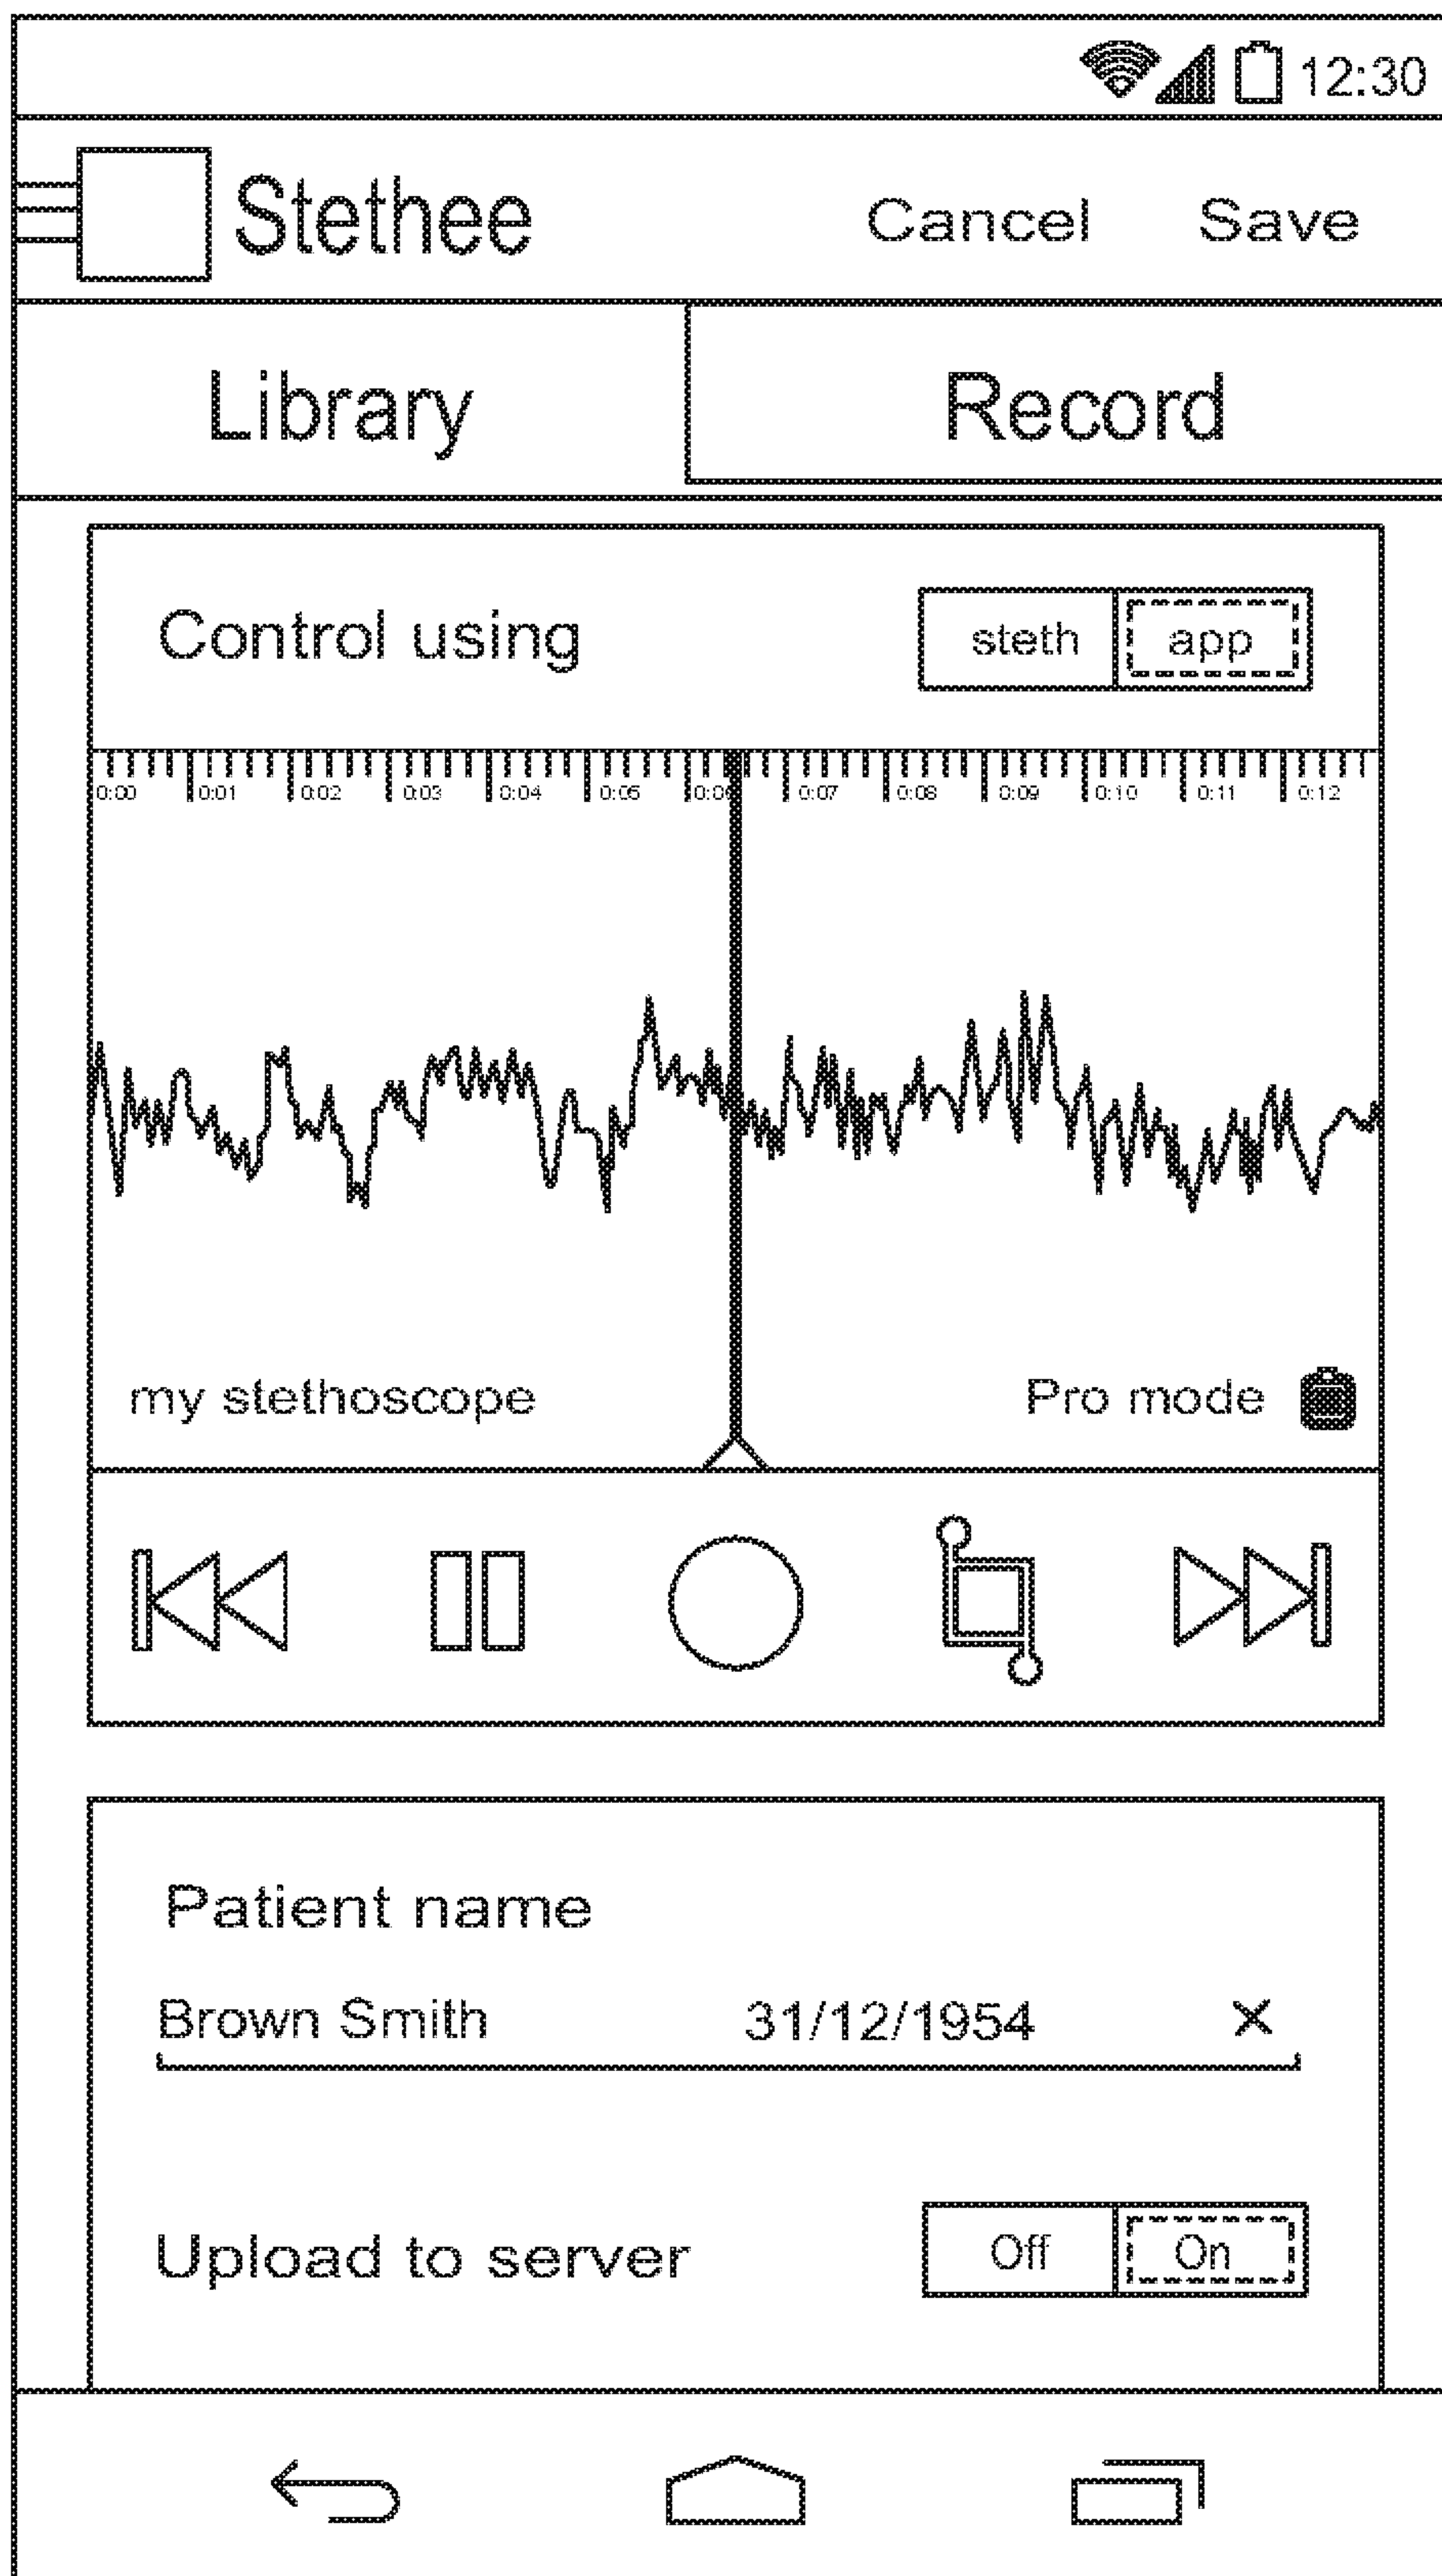 12:30
Stethee Cancel Save
Library Record
Control using steth app
0:00 0:01 0:02 0:03 0:04 0:05 0:06 0:07 0:08 0:09 0:10 0:11 0:12
my stethoscope Pro mode
Patient name
Brown Smith 31/12/1954 ×
Upload to server Off On